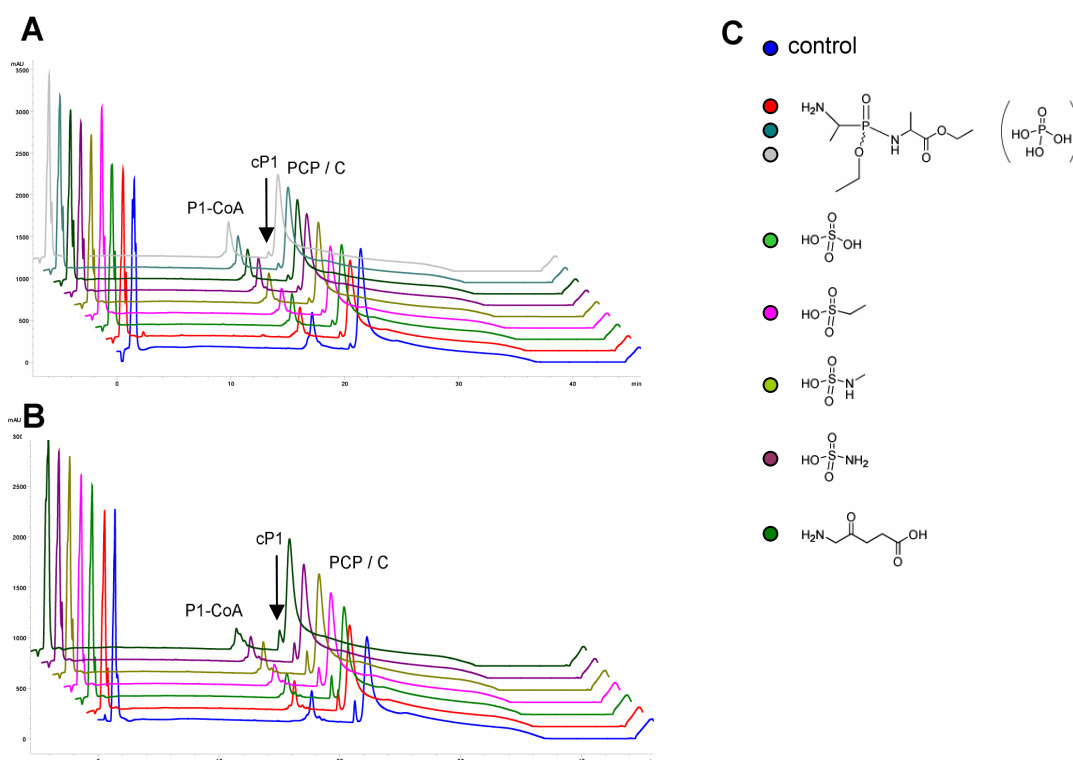 A
mAU
3500
3000
2500
2000
1500
1000
500
0
P1-CoA
cP1
PCP / C
0 10 20 30 40 min
B
mAU
300
2500
2000
1500
1000
500
0
P1-CoA
cP1
PCP / C
C
control
H2N O P O N H O O
O P HO OH HO
O HO S OH O
O HO S O
O HO S N H O
O HO S NH2 O
H2N O OH O